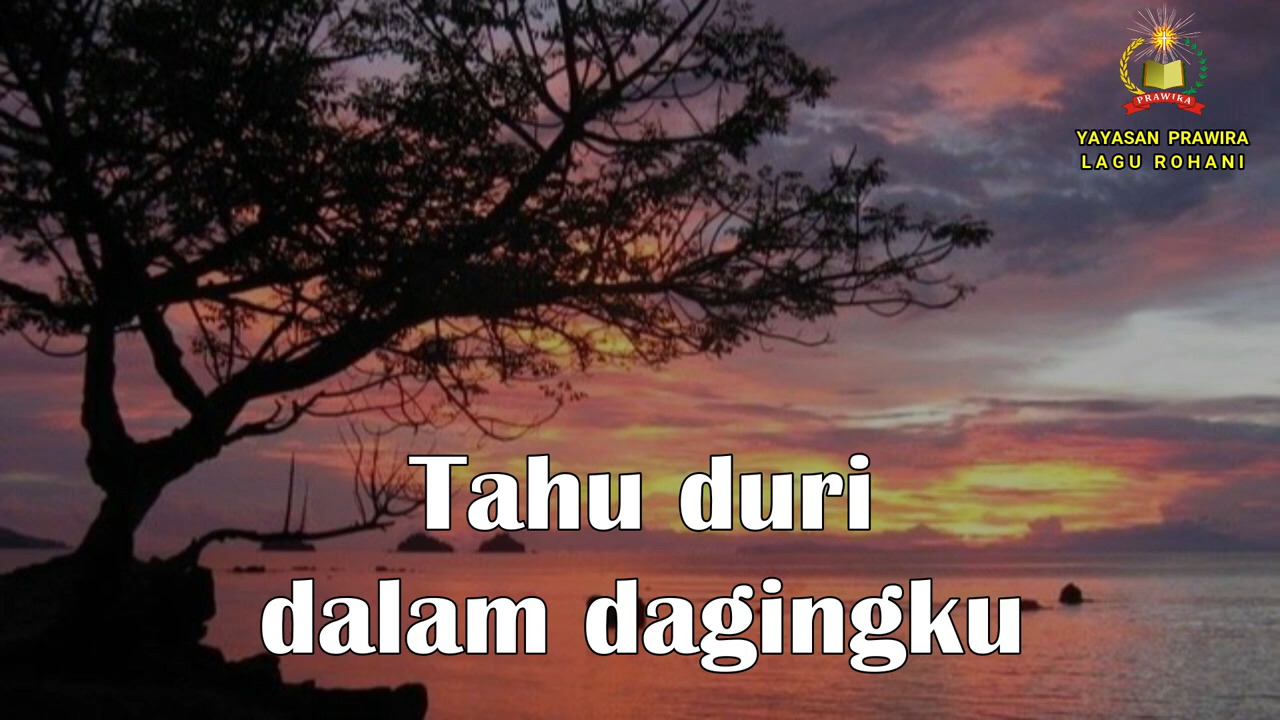 PRAWIKA
YAYASAN PRAWIRA
LAGU ROHANI
Tahu duri
dalam dagingku